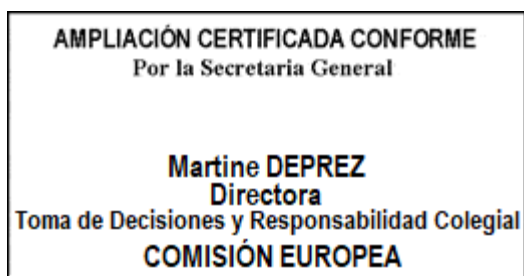 AMPLIACIÓN CERTIFICADA CONFORME
Por la Secretaria General
Martine DEPREZ
Directora
Toma de Decisiones y Responsabilidad Colegial
COMISIÓN EUROPEA